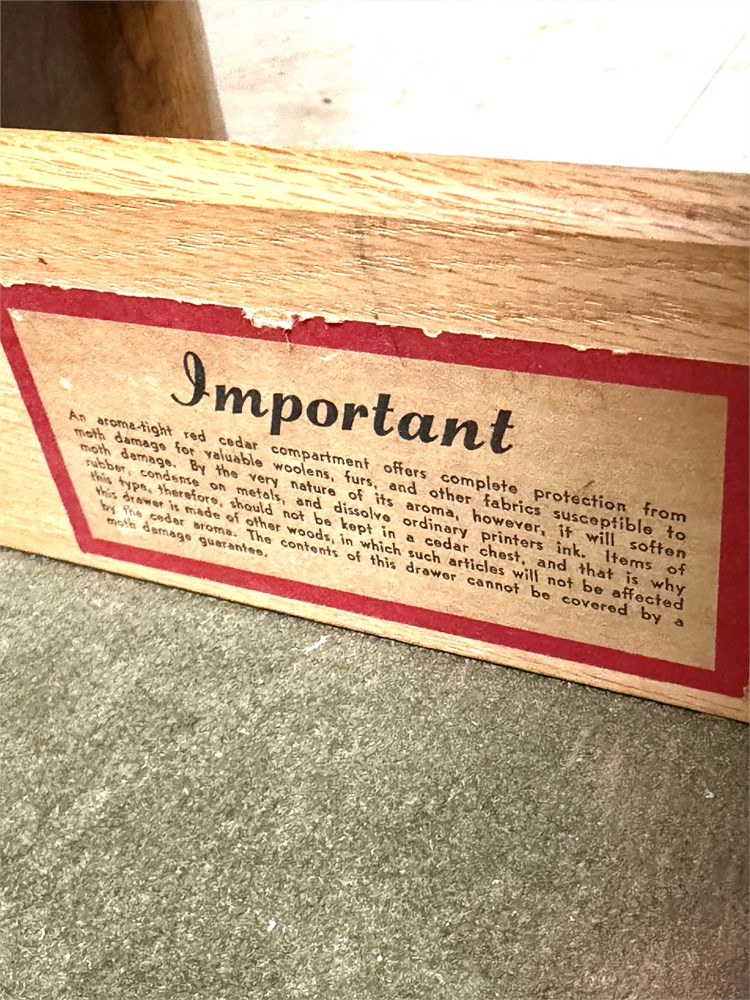 Important
An aroma-tight red cedar compartment offers complete protection from
moth damage for valuable woolens, furs, and other fabrics susceptible to
moth damage. By the very nature of its aroma, however, it will soften
rubber, condense on metals, and dissolve ordinary printers ink. Items of
this type, therefore, should not be kept in a cedar chest, and that is why
this drawer is made of other woods, in which such articles will not be affected
by the cedar aroma. The contents of this drawer cannot be covered by a
moth damage guarantee.